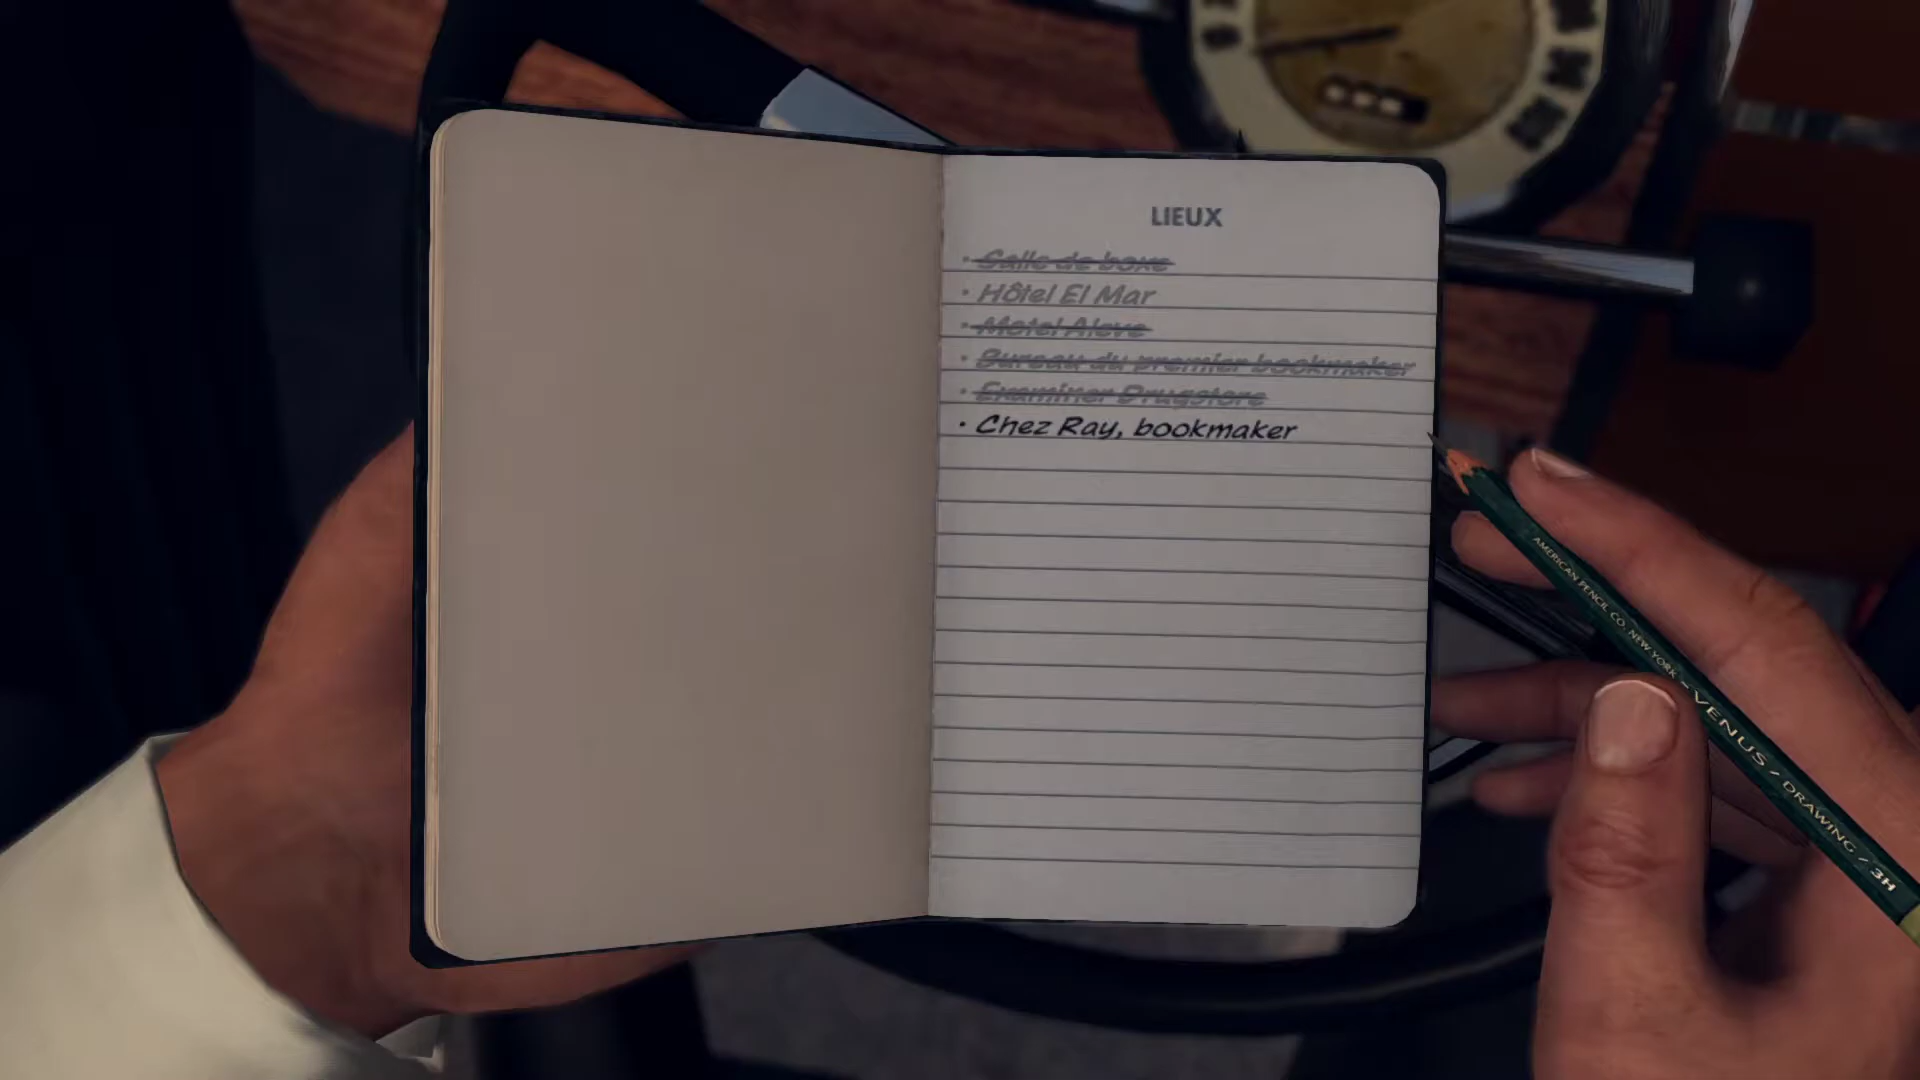 LIEUX
· Salle de boxe
· Hôtel El Mar
· Motel Aleve
· Bureau du premier bookmaker
· Examiner Drugstore
· Chez Ray, bookmaker
AMERICAN PENCIL CO. NEW YORK - VENUS / DRAWING / 3H